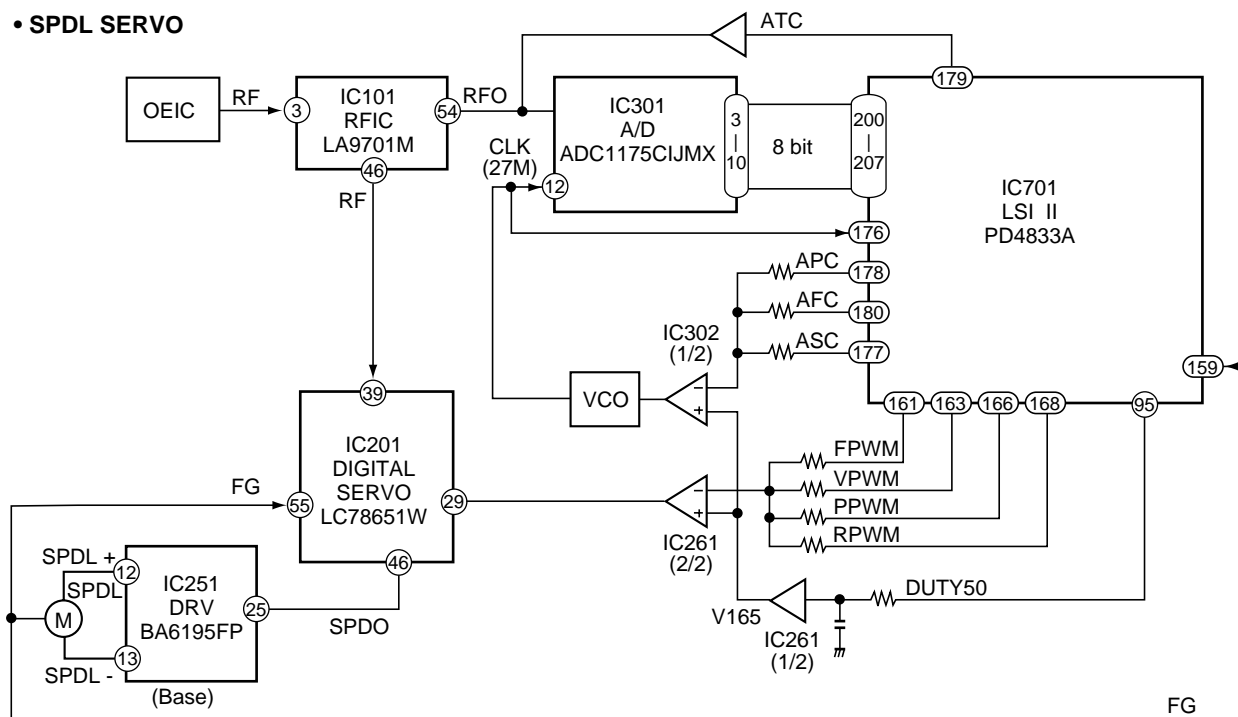 • SPDL SERVO
ATC
179
OEIC
RF
3
IC101
RFIC
LA9701M
54
RFO
46
RF
IC301
A/D
ADC1175CIJMX
CLK
(27M)
12
3
10
8 bit
200
207
IC701
LSI II
PD4833A
176
APC
178
AFC
180
ASC
177
159
IC302
(1/2)
VCO
−
+
161
163
166
168
95
39
IC201
DIGITAL
SERVO
LC78651W
FG
55
29
46
−
+
IC261
(2/2)
FPWM
VPWM
PPWM
RPWM
DUTY50
V165
IC261
(1/2)
SPDL +
12
SPDL
M
13
SPDL -
IC251
DRV
BA6195FP
25
SPDO
(Base)
FG